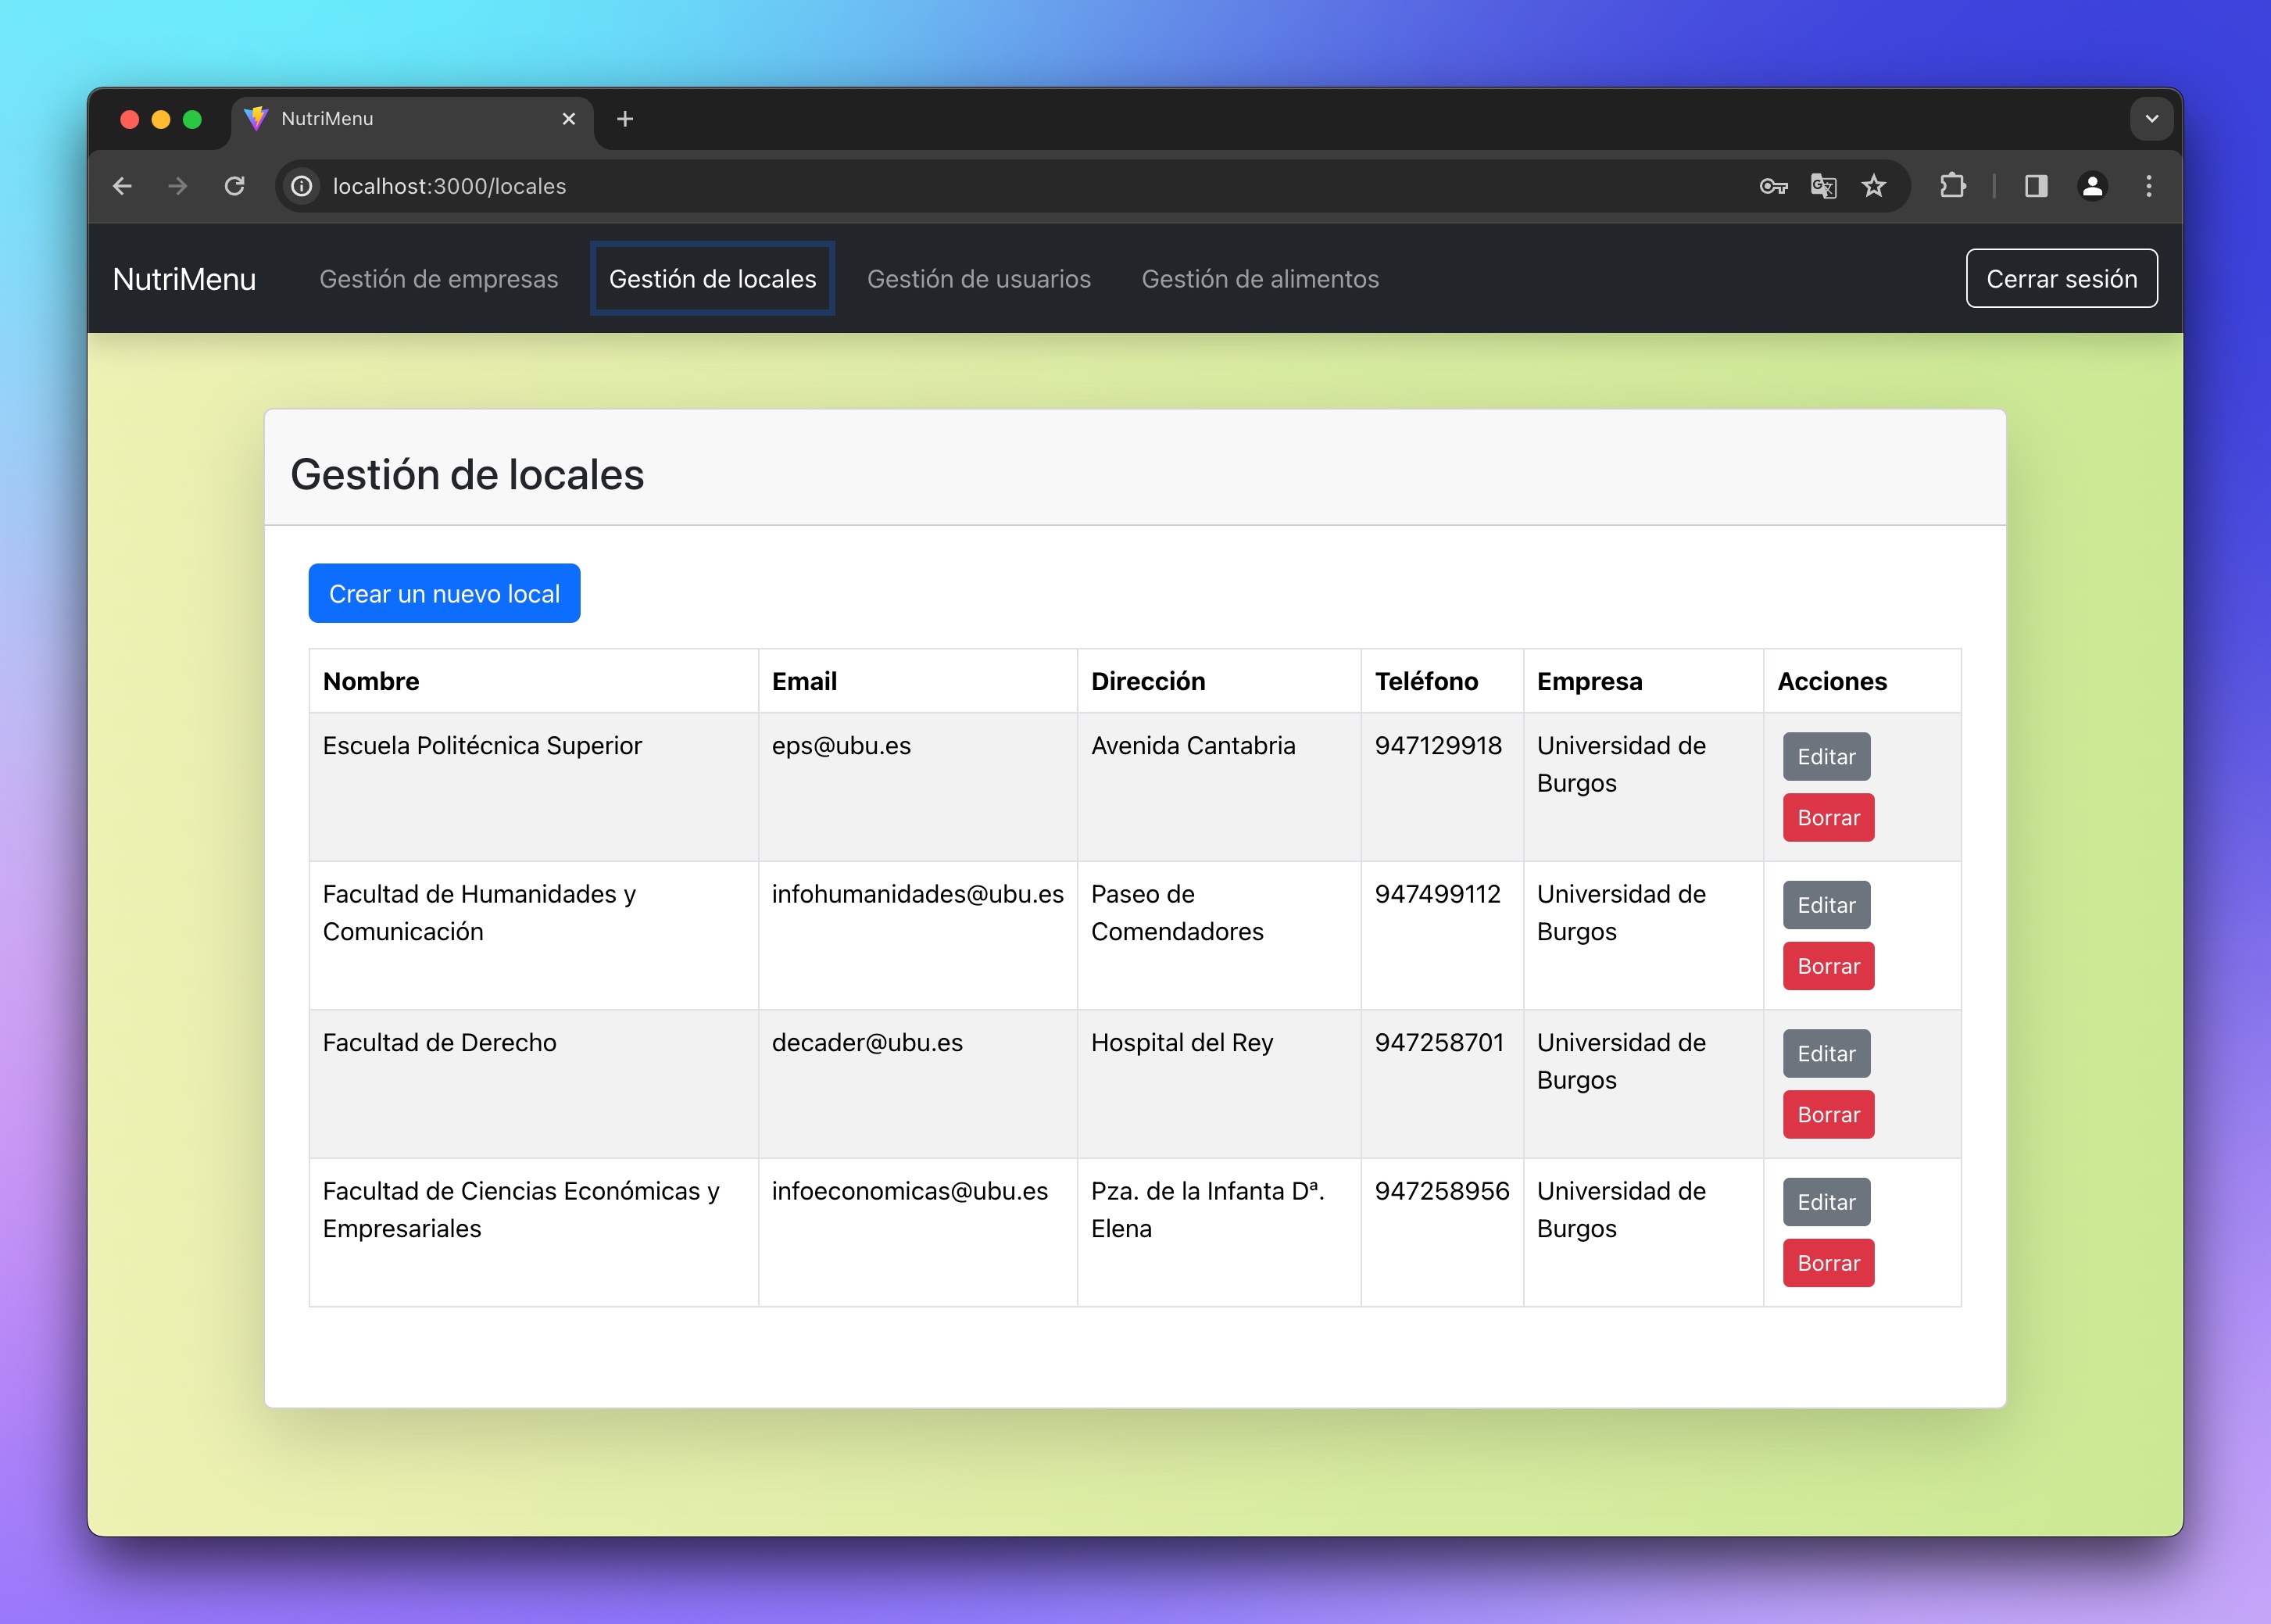 NutriMenu
localhost:3000/locales
NutriMenu Gestión de empresas Gestión de locales Gestión de usuarios Gestión de alimentos Cerrar sesión
Gestión de locales
Crear un nuevo local
Nombre Email Dirección Teléfono Empresa Acciones
Escuela Politécnica Superior eps@ubu.es Avenida Cantabria 947129918 Universidad de Editar
Burgos
Borrar
Facultad de Humanidades y infohumanidades@ubu.es Paseo de 947499112 Universidad de Editar
Comunicación Comendadores Burgos
Borrar
Facultad de Derecho decader@ubu.es Hospital del Rey 947258701 Universidad de Editar
Burgos
Borrar
Facultad de Ciencias Económicas y infoeconomicas@ubu.es Pza. de la Infanta Dª. 947258956 Universidad de Editar
Empresariales Elena Burgos
Borrar